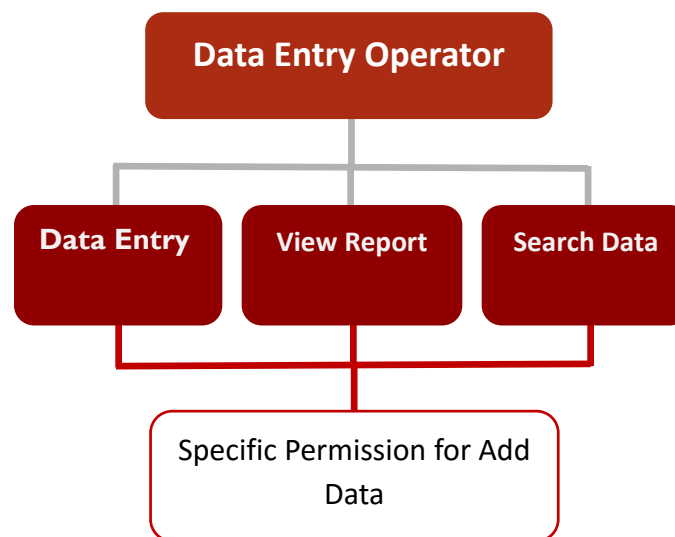 Data Entry Operator
Data Entry
View Report
Search Data
Specific Permission for Add
Data